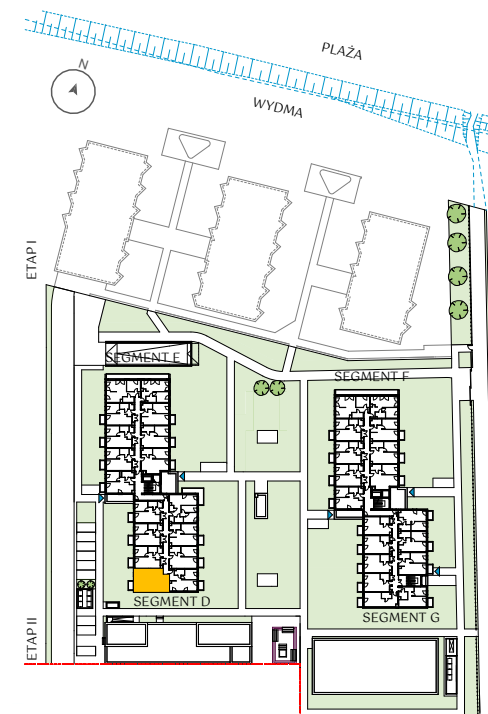 PLAŻA
N
WYDMA
ETAP I
SEGMENT E
SEGMENT F
SEGMENT D
SEGMENT G
ETAP II